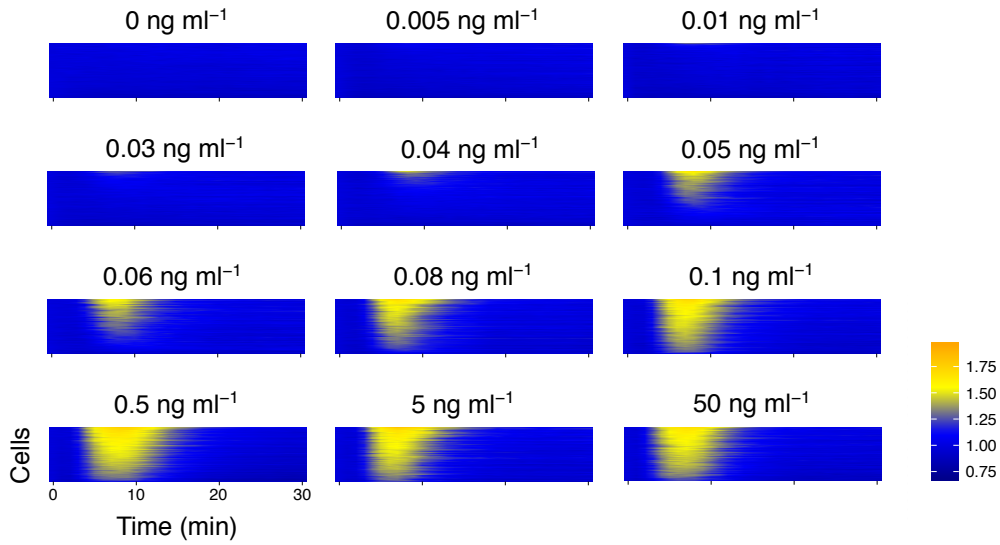 0 ng ml⁻¹ 0.005 ng ml⁻¹ 0.01 ng ml⁻¹
0.03 ng ml⁻¹ 0.04 ng ml⁻¹ 0.05 ng ml⁻¹
0.06 ng ml⁻¹ 0.08 ng ml⁻¹ 0.1 ng ml⁻¹
0.5 ng ml⁻¹ 5 ng ml⁻¹ 50 ng ml⁻¹
Cells
0 10 20 30
Time (min)
1.75
1.50
1.25
1.00
0.75